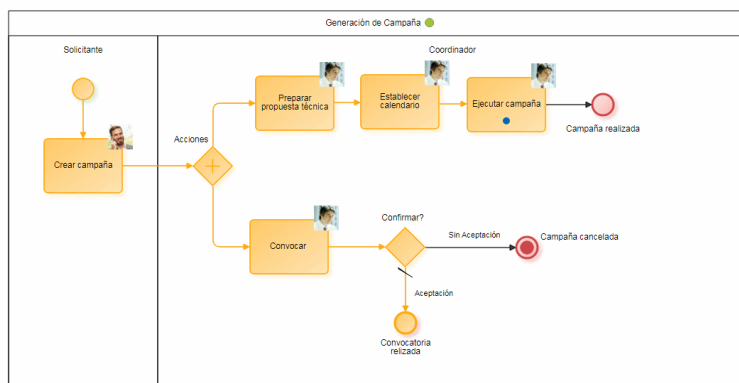 Generación de Campaña
Solicitante
Coordinador
Preparar
propuesta técnica
Establecer
calendario
Ejecutar campaña
Campaña realizada
Acciones
Crear campaña
Convocar
Confirmar?
Sin Aceptación
Campaña cancelada
Aceptación
Convocatoria
relizada